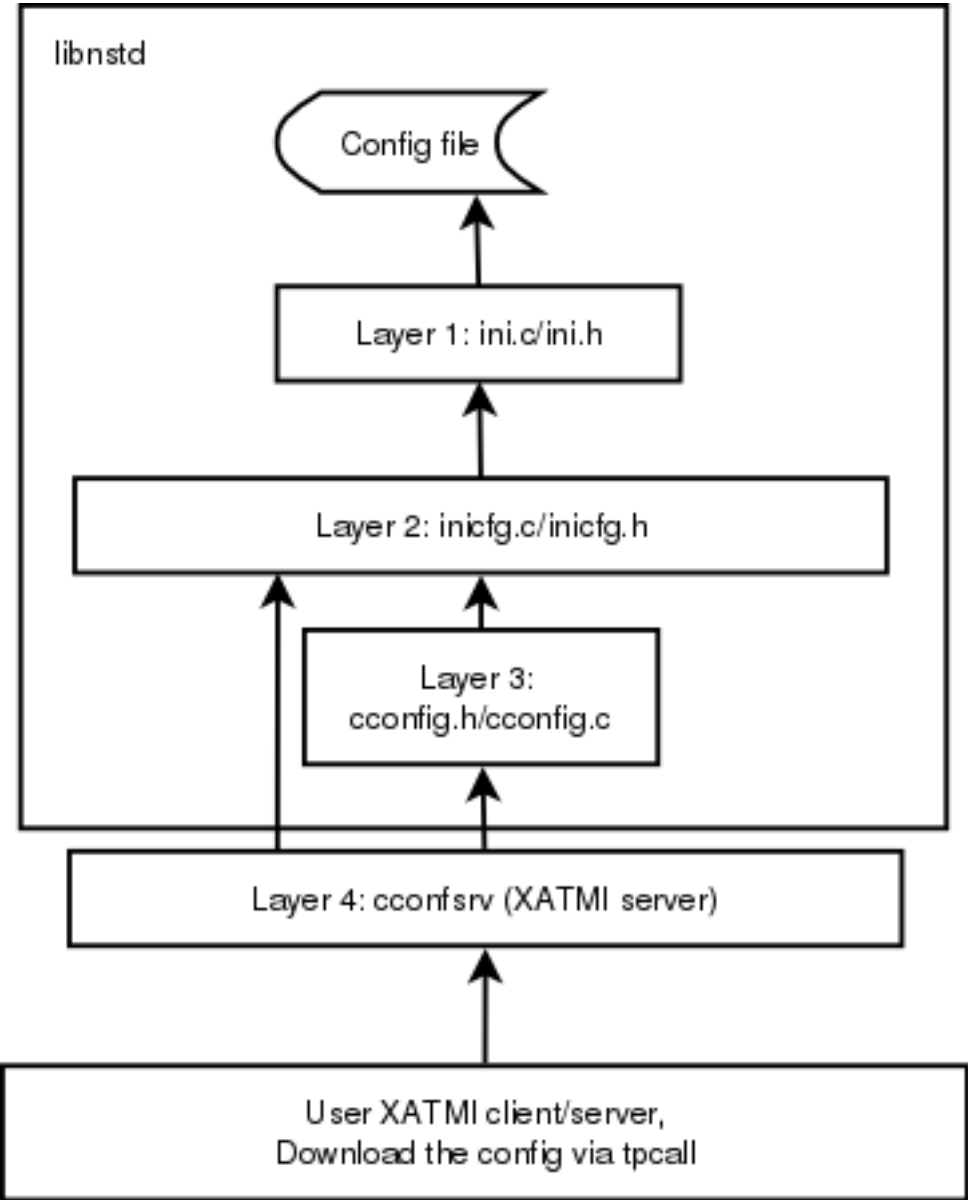 libnstd
Config file
Layer 1: ini.c/ini.h
Layer 2: inicfg.c/inicfg.h
Layer 3:
cconfig.h/cconfig.c
Layer 4: cconfsrv (XATMI server)
User XATMI client/server,
Download the config via tpcall